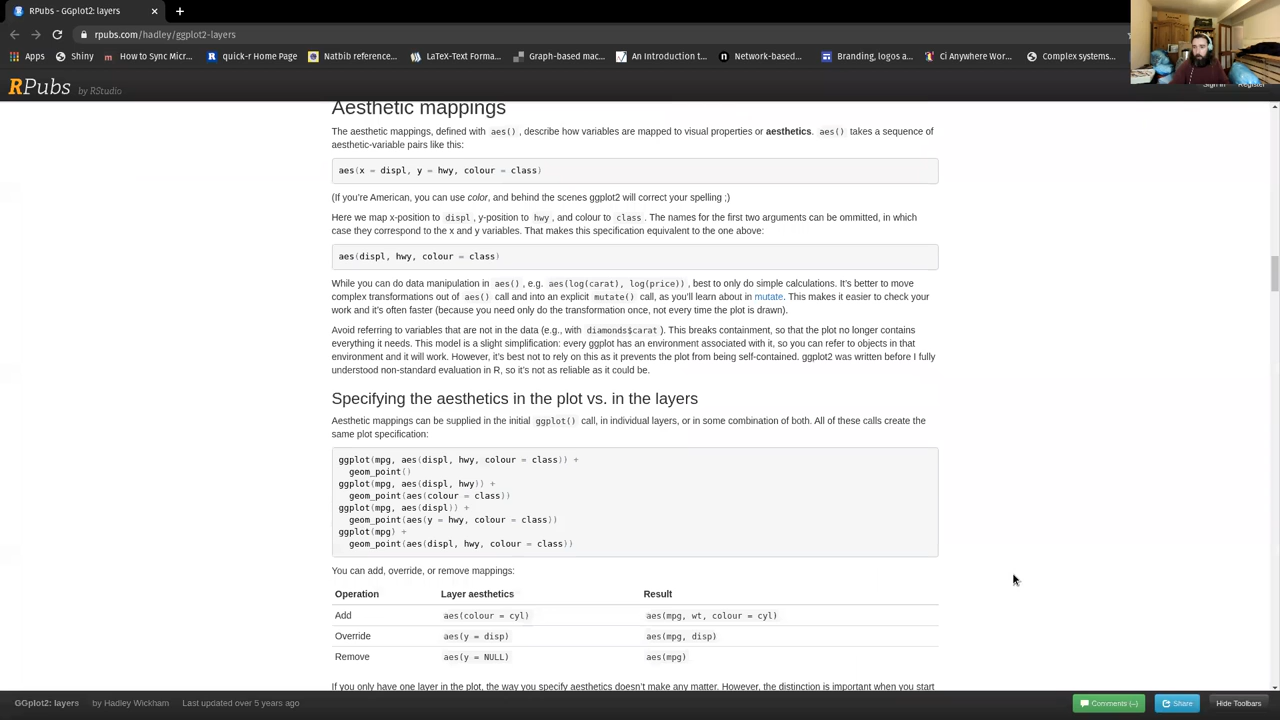 RPubs - GGplot2: layers
rpubs.com/hadley/ggplot2-layers
Apps Shiny How to Sync Micr... quick-r Home Page Natbib reference... LaTeX-Text Format... Graph-based mac... An Introduction t... Network-based... Branding, logos a... Ci Anywhere Wor... Complex systems...
RPubs by RStudio
Sign in Register
Aesthetic mappings
The aesthetic mappings, defined with aes() , describe how variables are mapped to visual properties or aesthetics. aes() takes a sequence of
aesthetic-variable pairs like this:
aes(x = displ, y = hwy, colour = class)
(If you're American, you can use color, and behind the scenes ggplot2 will correct your spelling ;)
Here we map x-position to displ , y-position to hwy , and colour to class . The names for the first two arguments can be ommitted, in which
case they correspond to the x and y variables. That makes this specification equivalent to the one above:
aes(displ, hwy, colour = class)
While you can do data manipulation in aes() , e.g. aes(log(carat), log(price)) , best to only do simple calculations. It's better to move
complex transformations out of aes() call and into an explicit mutate() call, as you'll learn about in mutate. This makes it easier to check your
work and it's often faster (because you need only do the transformation once, not every time the plot is drawn).
Avoid referring to variables that are not in the data (e.g., with diamonds$carat ). This breaks containment, so that the plot no longer contains
everything it needs. This model is a slight simplification: every ggplot has an environment associated with it, so you can refer to objects in that
environment and it will work. However, it's best not to rely on this as it prevents the plot from being self-contained. ggplot2 was written before I fully
understood non-standard evaluation in R, so it's not as reliable as it could be.
Specifying the aesthetics in the plot vs. in the layers
Aesthetic mappings can be supplied in the initial ggplot() call, in individual layers, or in some combination of both. All of these calls create the
same plot specification:
ggplot(mpg, aes(displ, hwy, colour = class)) +
geom_point()
ggplot(mpg, aes(displ, hwy)) +
geom_point(aes(colour = class))
ggplot(mpg, aes(displ)) +
geom_point(aes(y = hwy, colour = class))
ggplot(mpg) +
geom_point(aes(displ, hwy, colour = class))
You can add, override, or remove mappings:
Operation Layer aesthetics Result
Add aes(colour = cyl) aes(mpg, wt, colour = cyl)
Override aes(y = disp) aes(mpg, disp)
Remove aes(y = NULL) aes(mpg)
If you only have one layer in the plot, the way you specify aesthetics doesn't make any matter. However, the distinction is important when you start
GGplot2: layers by Hadley Wickham Last updated over 5 years ago Comments (–) Share Hide Toolbars